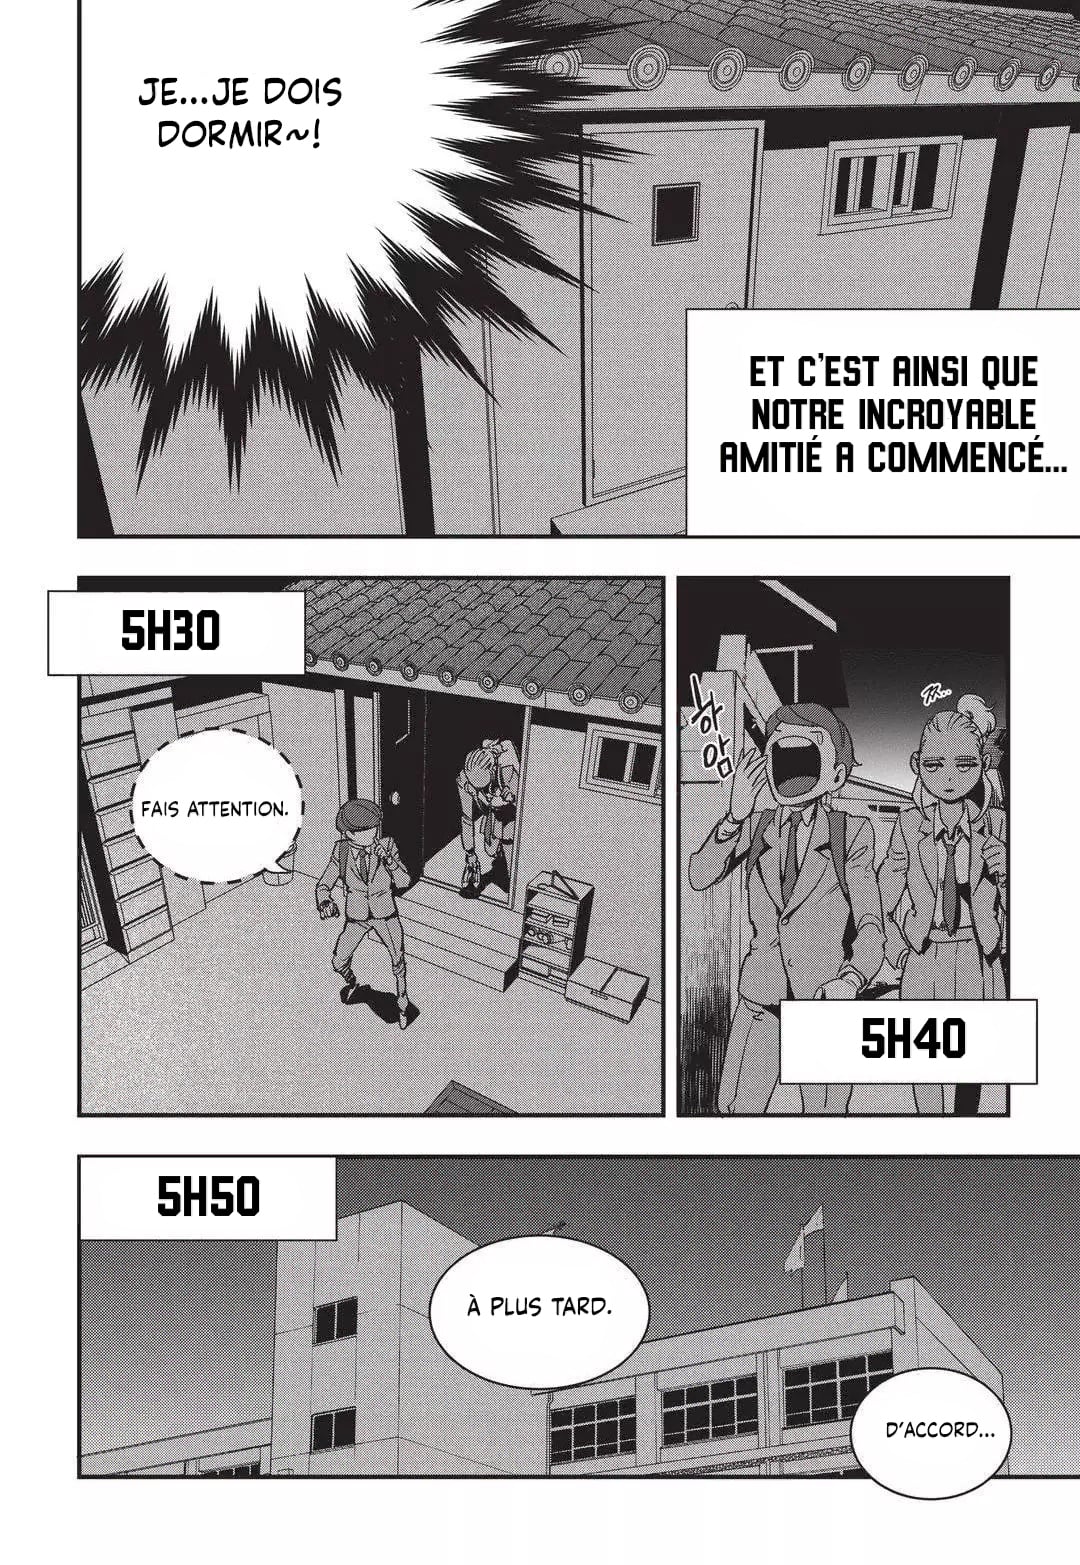 JE...JE DOIS
DORMIR~!
ET C'EST AINSI QUE
NOTRE INCROYABLE
AMITIÉ A COMMENCÉ...
5H30
FAIS ATTENTION.
하암
5H40
5H50
À PLUS TARD.
D'ACCORD...